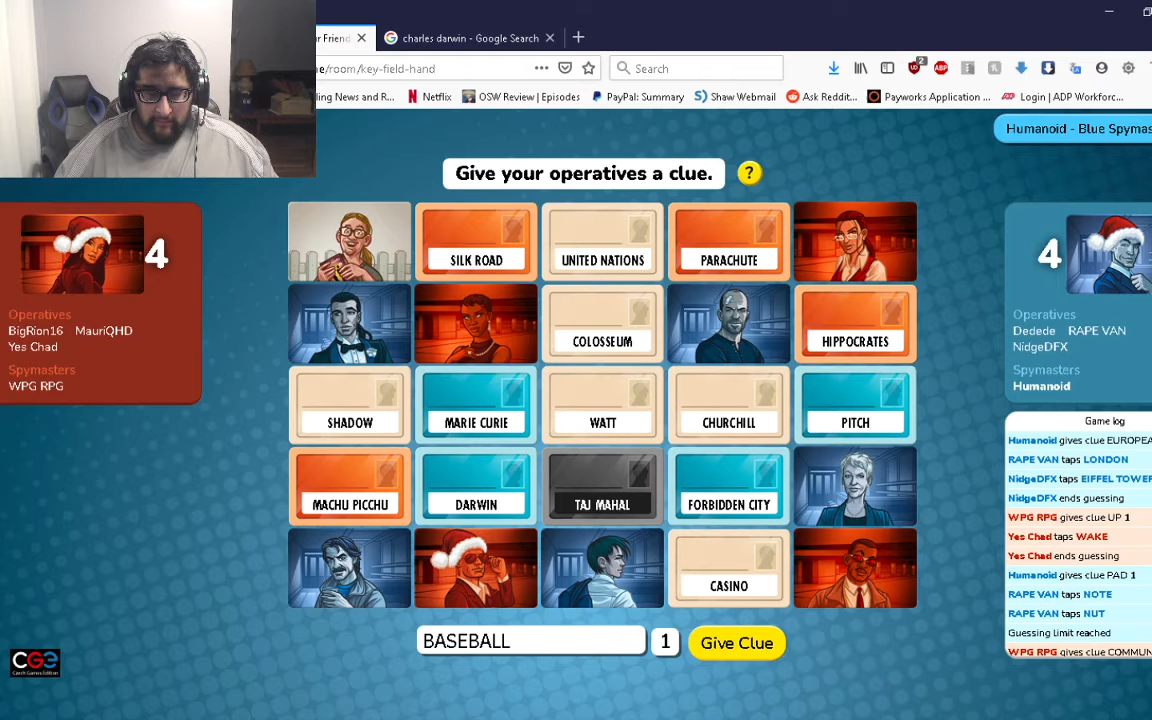 r Friend
charles darwin - Google Search
ne/room/key-field-hand
Search
2
ABP
ling News and R...
Netflix
OSW Review | Episodes
PayPal: Summary
Shaw Webmail
Ask Reddit...
Payworks Application ...
Login | ADP Workforc...
Humanoid - Blue Spymas
Give your operatives a clue.
?
4
Operatives
BigRion16 MauriQHD
Yes Chad
Spymasters
WPG RPG
SILK ROAD
UNITED NATIONS
PARACHUTE
COLOSSEUM
HIPPOCRATES
SHADOW
MARIE CURIE
WATT
CHURCHILL
PITCH
MACHU PICCHU
DARWIN
TAJ MAHAL
FORBIDDEN CITY
CASINO
4
Operatives
Dedede RAPE VAN
NidgeDFX
Spymasters
Humanoid
Game log
Humanoid gives clue EUROPEA
RAPE VAN taps LONDON
NidgeDFX taps EIFFEL TOWER
NidgeDFX ends guessing
WPG RPG gives clue UP 1
Yes Chad taps WAKE
Yes Chad ends guessing
Humanoid gives clue PAD 1
RAPE VAN taps NOTE
RAPE VAN taps NUT
Guessing limit reached
WPG RPG gives clue COMMUN
BASEBALL
1
Give Clue
CGE
Czech Games Edition